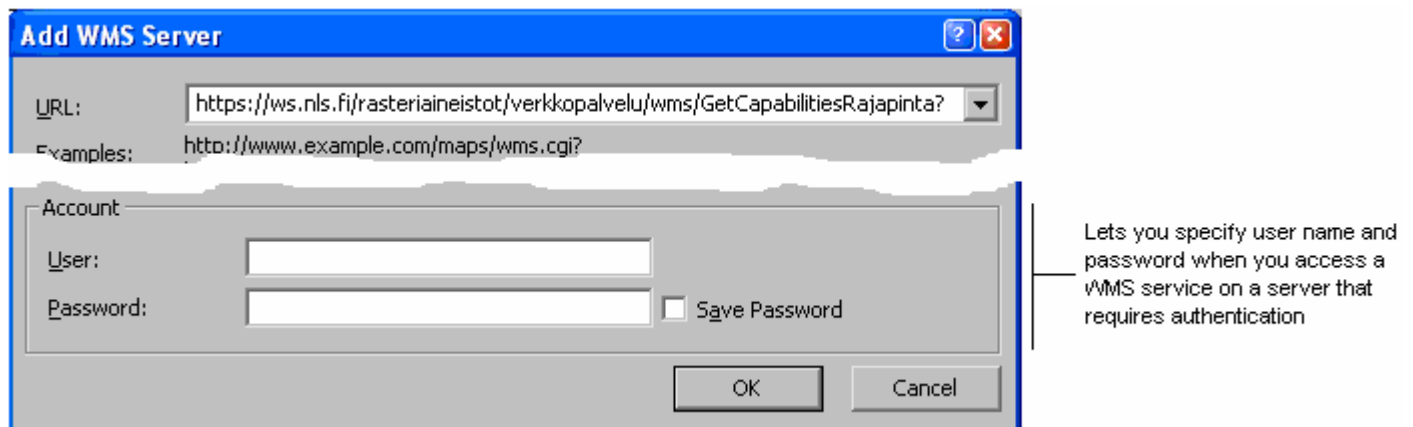 Add WMS Server
URL: https://ws.nls.fi/rasteriaineistot/verkkopalvelu/wms/GetCapabilitiesRajapinta?
Examples: http://www.example.com/maps/wms.cgi?
Account
User:
Password: Save Password
OK Cancel
Lets you specify user name and
password when you access a
WMS service on a server that
requires authentication